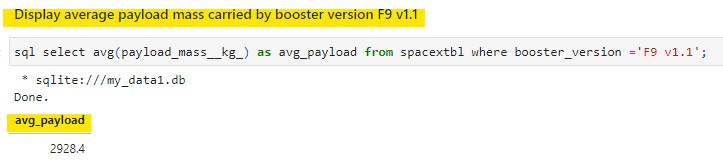 Display average payload mass carried by booster version F9 v1.1
sql select avg(payload_mass__kg_) as avg_payload from spacextbl where booster_version ='F9 v1.1';
* sqlite:///my_data1.db
Done.
avg_payload
2928.4